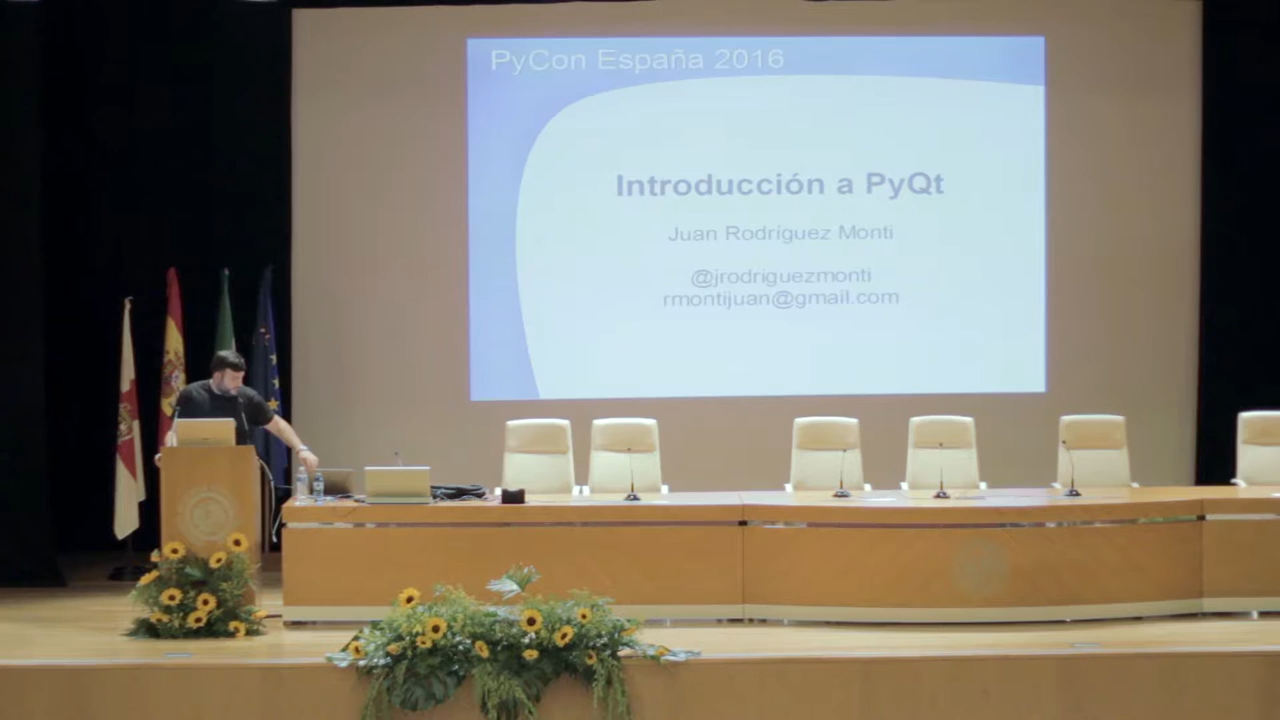 PyCon España 2016
Introducción a PyQt
Juan Rodríguez Monti
@jrodriguezmonti
rmontijuan@gmail.com